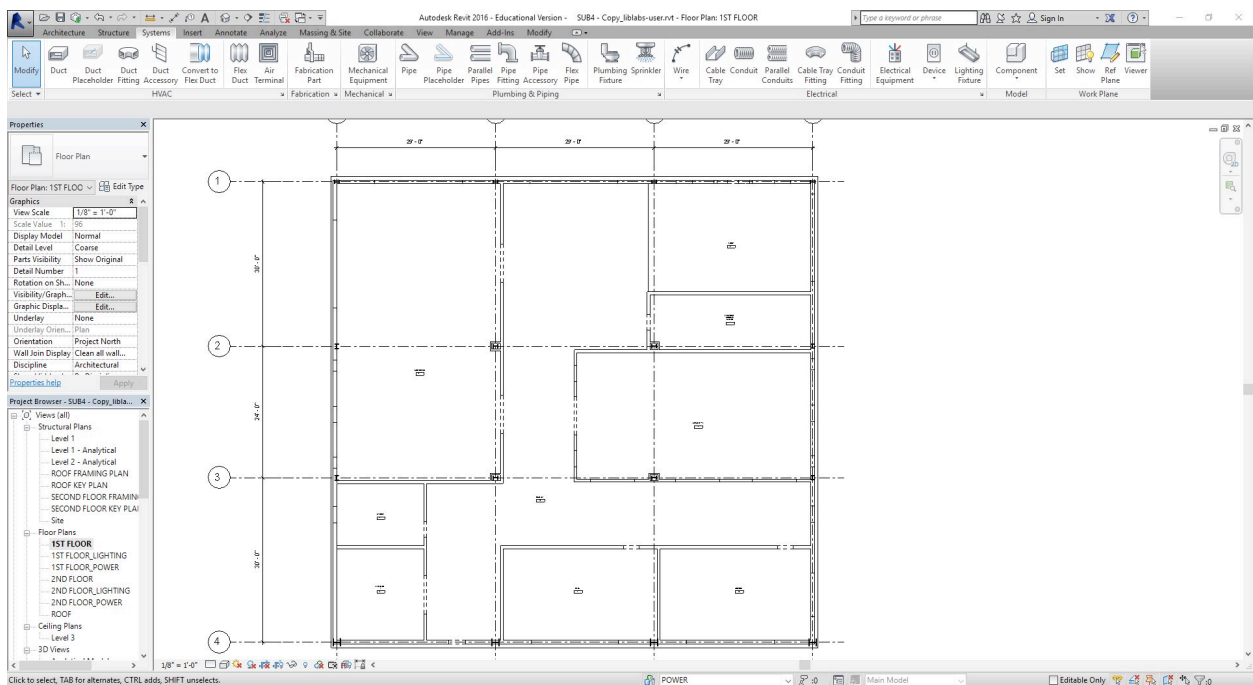 Autodesk Revit 2016 - Educational Version - SUB4 - Copy_liblabs-user.rvt - Floor Plan: 1ST FLOOR
Type a keyword or phrase
Sign In
Architecture Structure Systems Insert Annotate Analyze Massing & Site Collaborate View Manage Add-Ins Modify
Modify Duct Duct Placeholder Duct Fitting Duct Accessory Convert to Flex Duct Flex Duct Air Terminal Fabrication Part Mechanical Equipment Pipe Pipe Placeholder Parallel Pipes Pipe Fitting Pipe Accessory Flex Pipe Plumbing Fixture Sprinkler Wire Cable Tray Conduit Parallel Conduits Cable Tray Fitting Conduit Fitting Electrical Equipment Device Lighting Fixture Component Set Show Ref Plane Viewer
Select HVAC Fabrication Mechanical Plumbing & Piping Electrical Model Work Plane
Properties
Floor Plan
Floor Plan: 1ST FLOO Edit Type
Graphics
View Scale 1/8" = 1'-0"
Scale Value 1: 96
Display Model Normal
Detail Level Coarse
Parts Visibility Show Original
Detail Number 1
Rotation on Sh... None
Visibility/Graph... Edit...
Graphic Displa... Edit...
Underlay None
Underlay Orien... Plan
Orientation Project North
Wall Join Display Clean all wall...
Discipline Architectural
Properties help Apply
Project Browser - SUB4 - Copy_libla...
Views (all)
Structural Plans
Level 1
Level 1 - Analytical
Level 2 - Analytical
ROOF FRAMING PLAN
ROOF KEY PLAN
SECOND FLOOR FRAMIN
SECOND FLOOR KEY PLA
Site
Floor Plans
1ST FLOOR
1ST FLOOR_LIGHTING
1ST FLOOR_POWER
2ND FLOOR
2ND FLOOR_LIGHTING
2ND FLOOR_POWER
ROOF
Ceiling Plans
Level 3
3D Views
29' - 0" 29' - 0" 29' - 0"
1
30' - 0"
2
24' - 0"
3
30' - 0"
4
1/8" = 1'-0"
Click to select, TAB for alternates, CTRL adds, SHIFT unselects.
POWER
:0
Main Model
Editable Only
:0